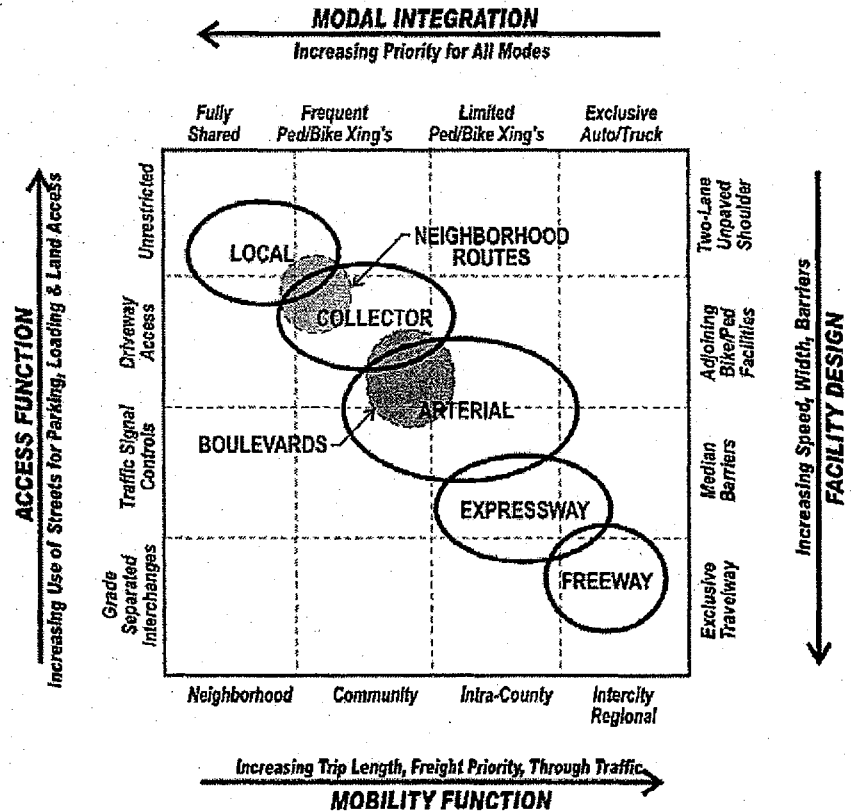 MODAL INTEGRATION
Increasing Priority for All Modes
Fully
Shared
Frequent
Ped/Bike Xing's
Limited
Ped/Bike Xing's
Exclusive
Auto/Truck
ACCESS FUNCTION
Increasing Use of Streets for Parking, Loading & Land Access
Unrestricted
Driveway
Access
Traffic Signal
Controls
Grade
Separated
Interchanges
LOCAL
NEIGHBORHOOD
ROUTES
COLLECTOR
ARTERIAL
BOULEVARDS
EXPRESSWAY
FREEWAY
Two-Lane
Unpaved
Shoulder
Adjoining
Bike/Ped
Facilities
Median
Barriers
Exclusive
Travelway
Increasing Speed, Width, Barriers
FACILITY DESIGN
Neighborhood
Community
Intra-County
Intercity
Regional
Increasing Trip Length, Freight Priority, Through Traffic
MOBILITY FUNCTION